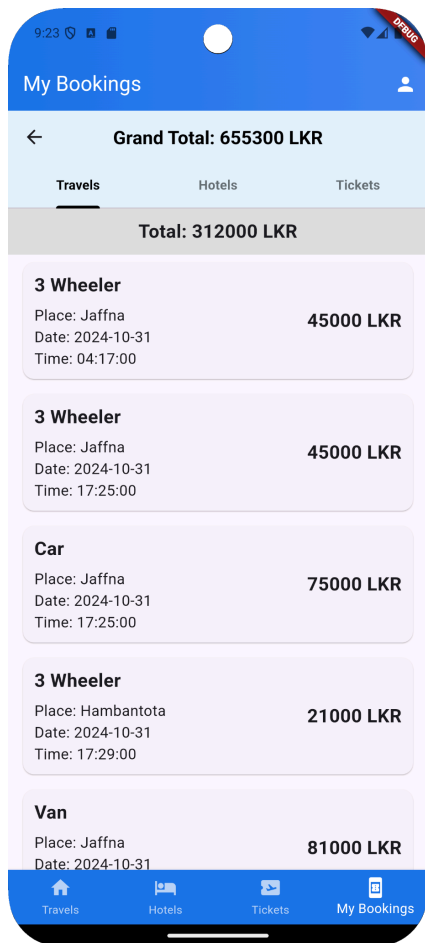 9:23
DEBUG
My Bookings
Grand Total: 655300 LKR
Travels Hotels Tickets
Total: 312000 LKR
3 Wheeler
Place: Jaffna
Date: 2024-10-31
Time: 04:17:00
45000 LKR
3 Wheeler
Place: Jaffna
Date: 2024-10-31
Time: 17:25:00
45000 LKR
Car
Place: Jaffna
Date: 2024-10-31
Time: 17:25:00
75000 LKR
3 Wheeler
Place: Hambantota
Date: 2024-10-31
Time: 17:29:00
21000 LKR
Van
Place: Jaffna
Date: 2024-10-31
81000 LKR
Travels Hotels Tickets My Bookings